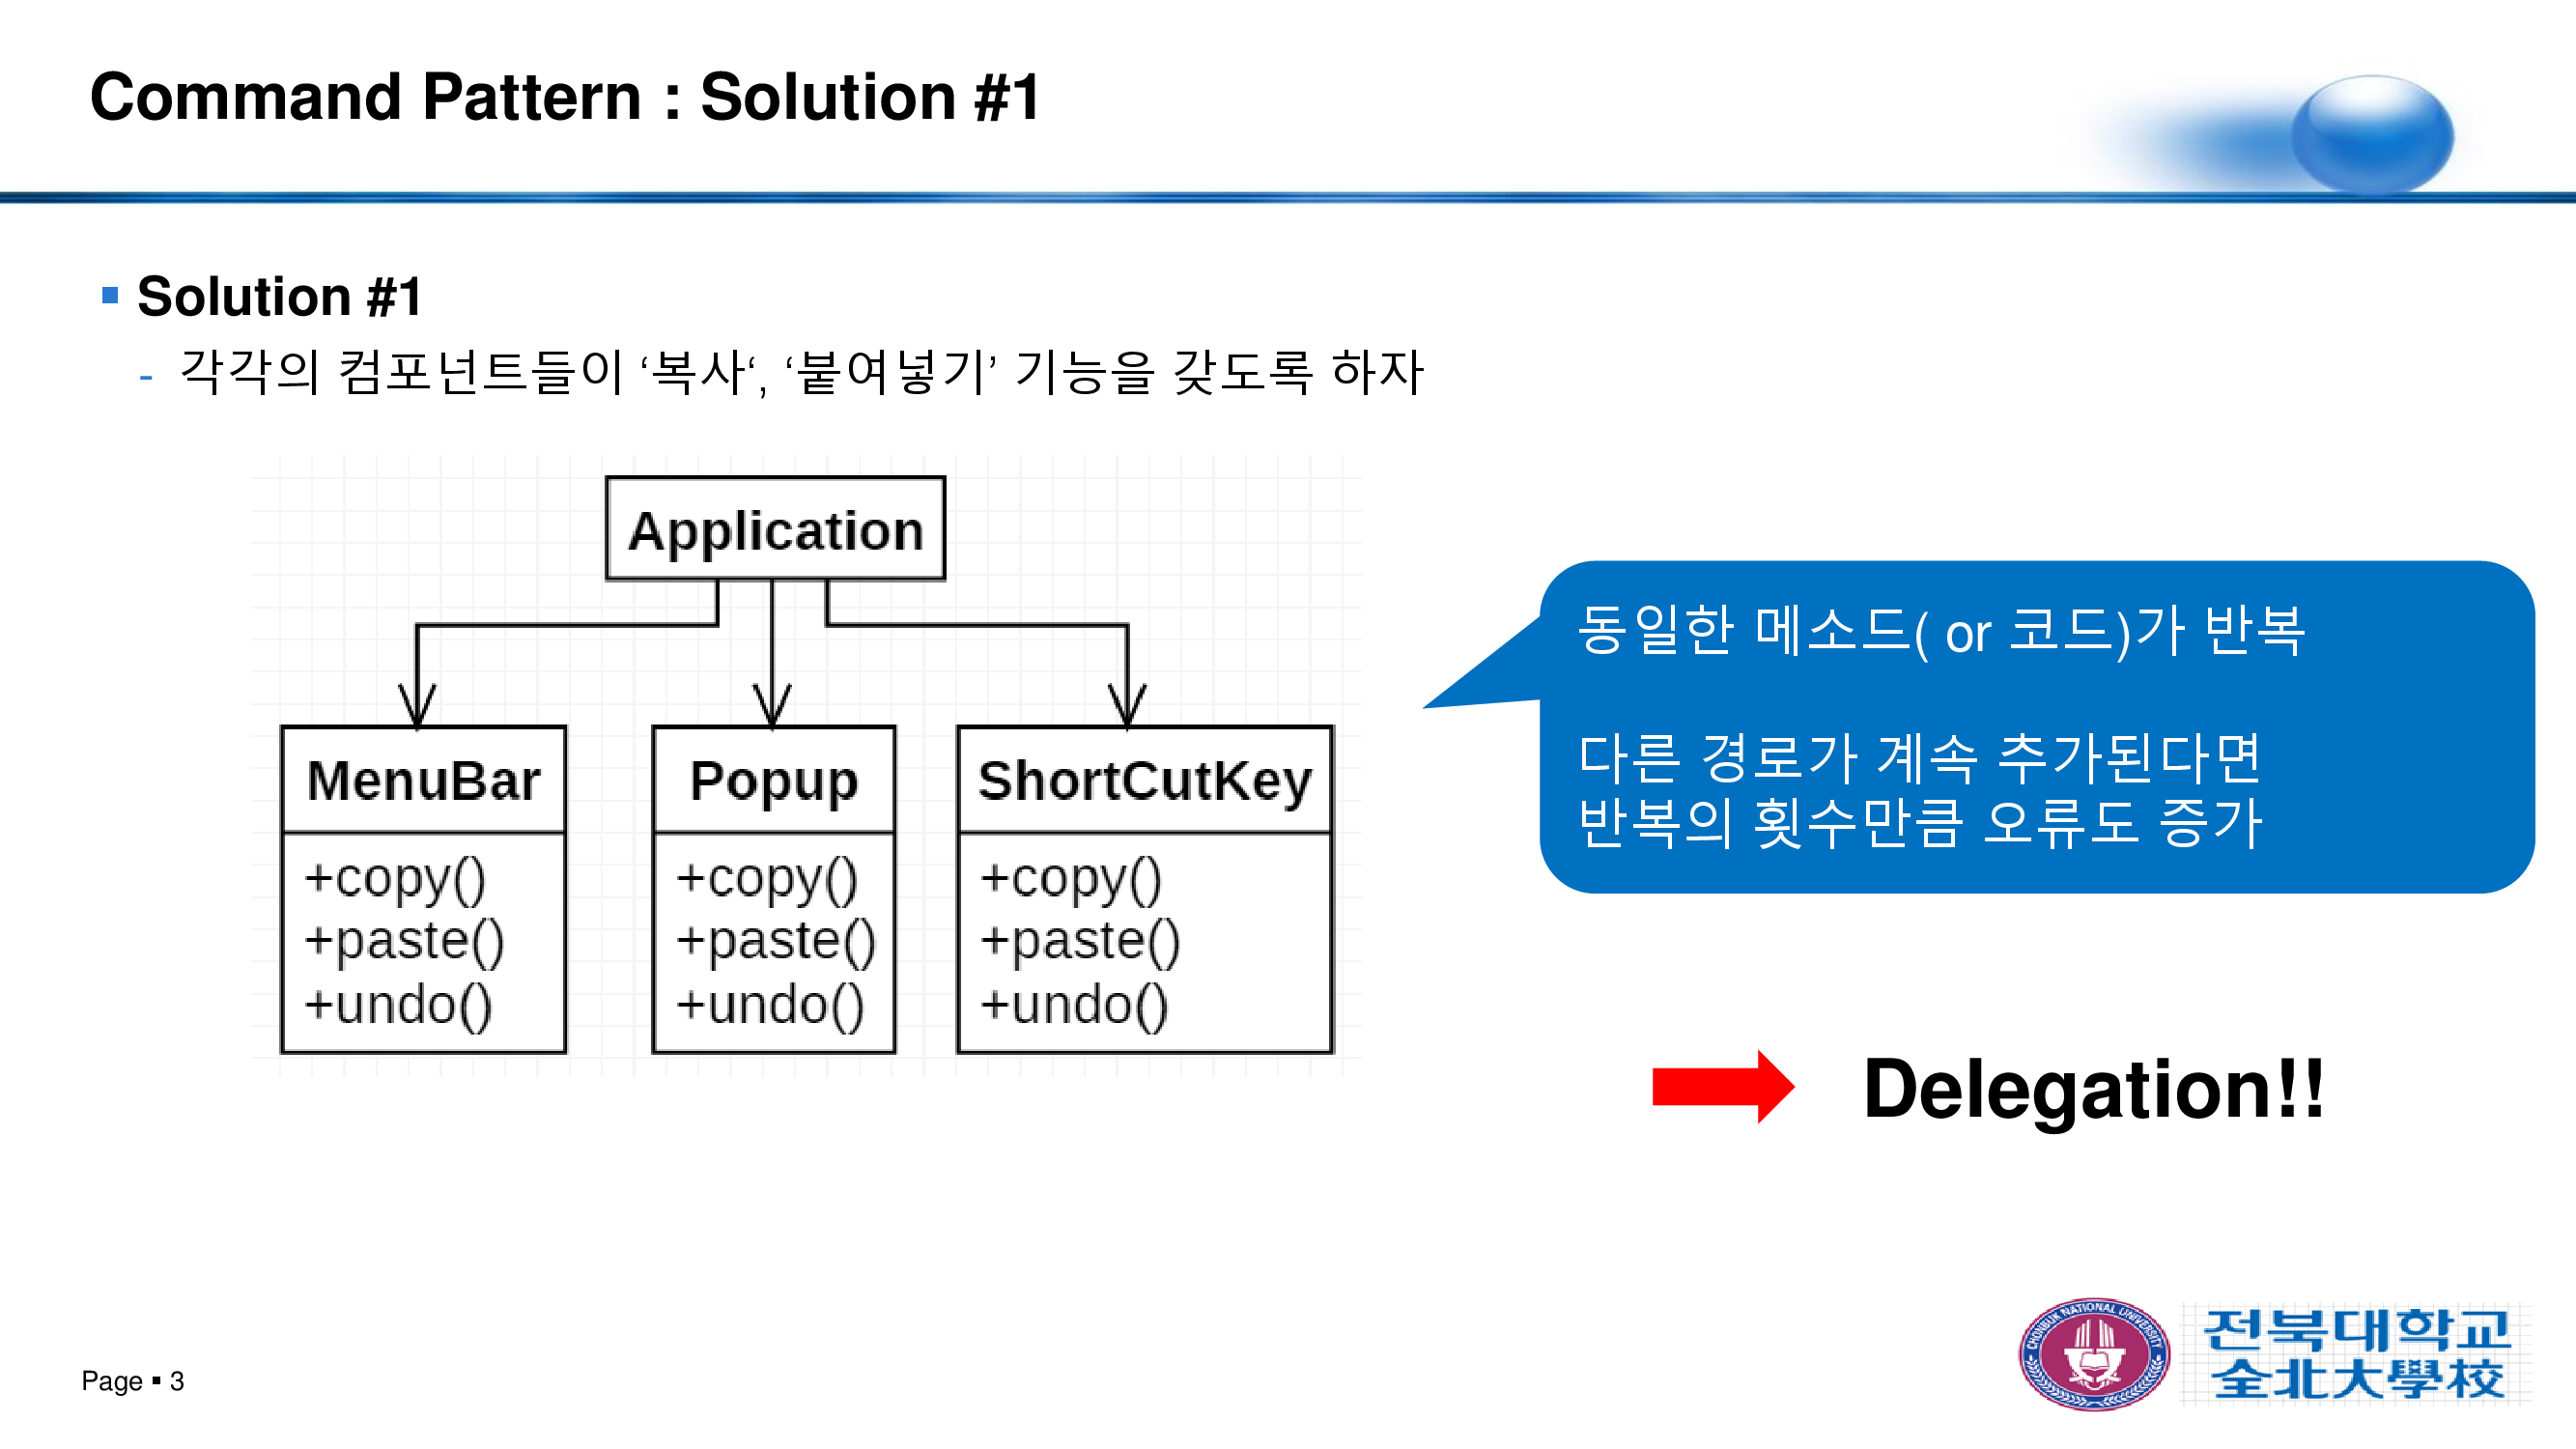 Command Pattern : Solution #1
▪ Solution #1
- 각각의 컴포넌트들이 ‘복사‘, ‘붙여넣기’ 기능을 갖도록 하자
Application
MenuBar
+copy()
+paste()
+undo()
Popup
+copy()
+paste()
+undo()
ShortCutKey
+copy()
+paste()
+undo()
동일한 메소드( or 코드)가 반복
다른 경로가 계속 추가된다면
반복의 횟수만큼 오류도 증가
Delegation!!
Page ▪ 3
CHONBUK NATIONAL UNIVERSITY
전북대학교
全北大學校